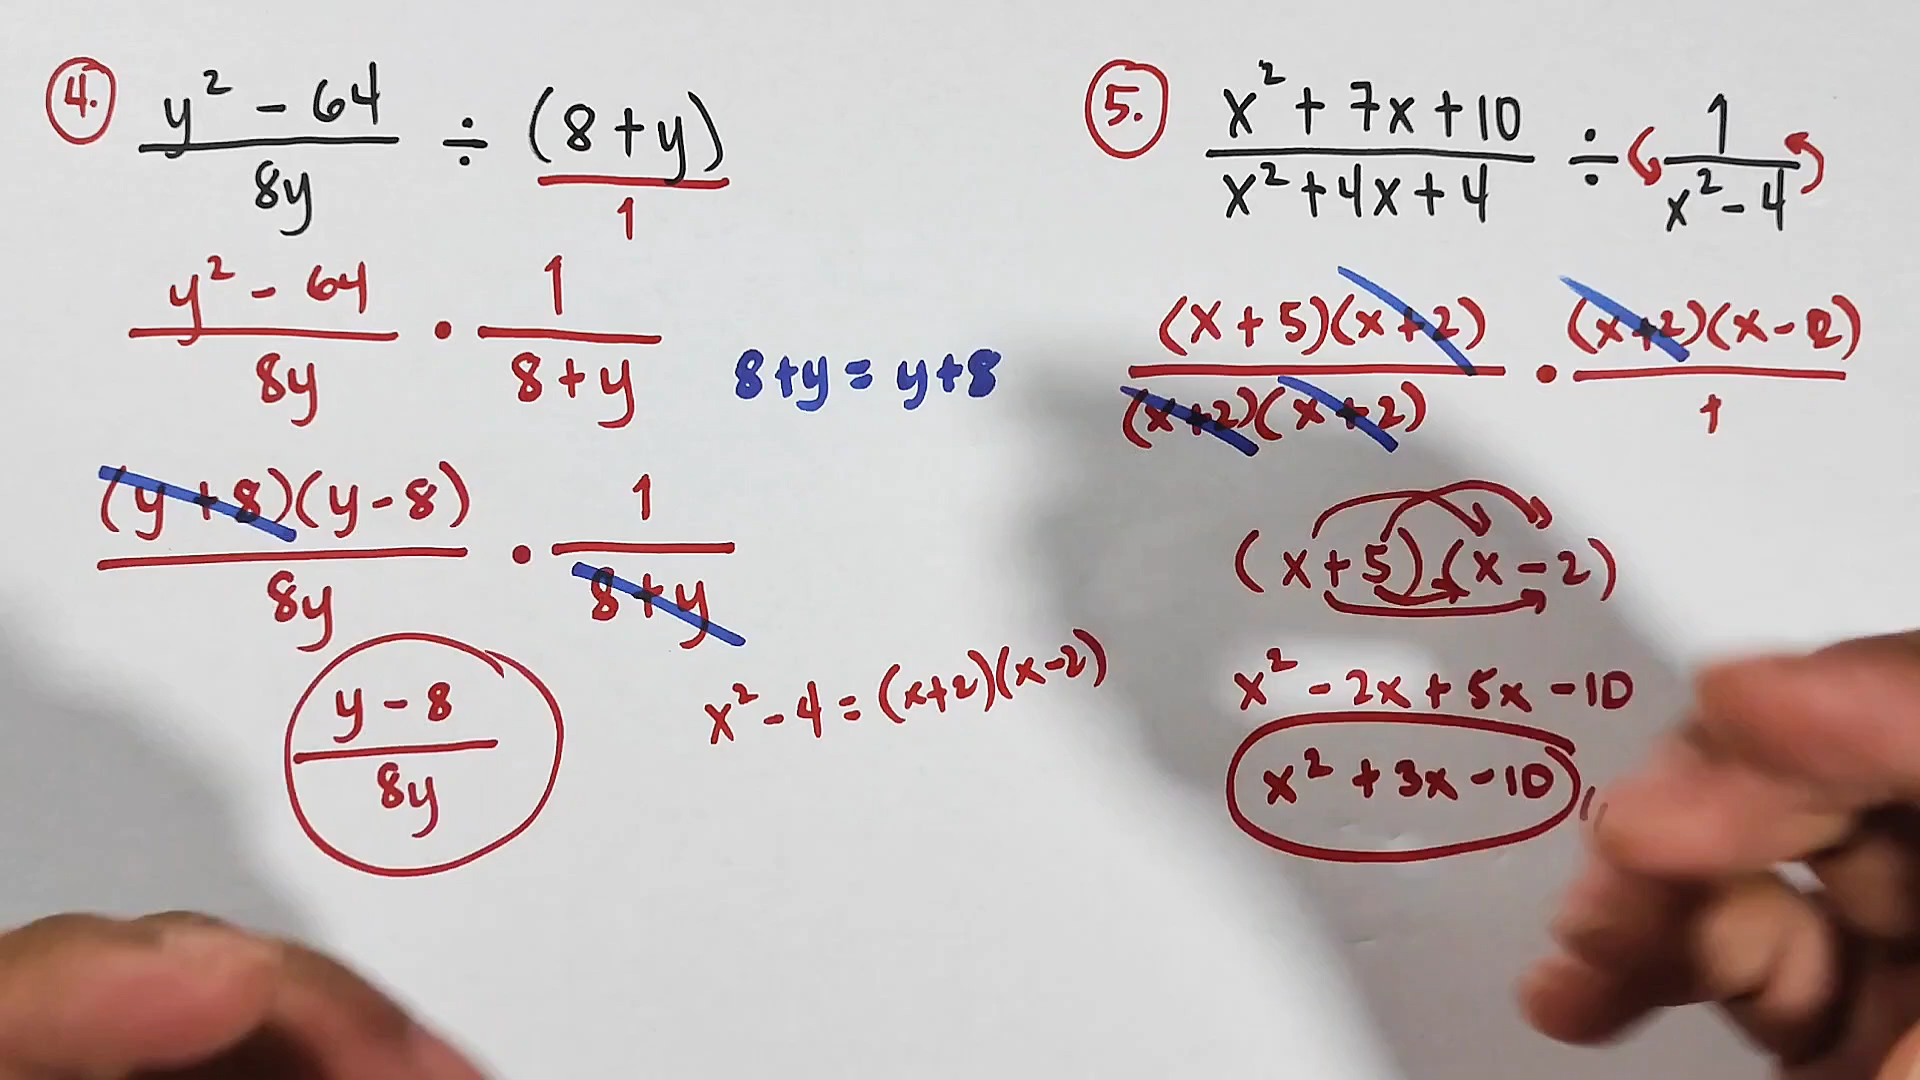 4. y² - 64 / 8y ÷ (8 + y) / 1
y² - 64 / 8y • 1 / 8 + y
8+y = y+8
(y + 8)(y - 8) / 8y • 1 / 8 + y
y - 8 / 8y
x² - 4 = (x+2)(x-2)
5. x² + 7x + 10 / x² + 4x + 4 ÷ 1 / x² - 4
(x + 5)(x + 2) / (x+2)(x+2) • (x+2)(x-2) / 1
(x+5)(x-2)
x² - 2x + 5x - 10
x² + 3x - 10